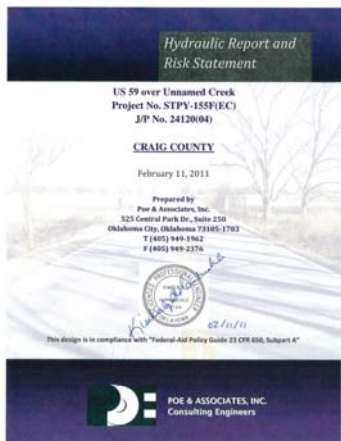 Hydraulic Report and
Risk Statement
US 59 over Unnamed Creek
Project No. STPY-155F(EC)
J/P No. 24120(04)
CRAIG COUNTY
February 11, 2011
Prepared by
Poe & Associates, Inc.
525 Central Park Dr., Suite 250
Oklahoma City, Oklahoma 73105-1703
T (405) 949-1962
F (405) 949-2376
PROFESSIONAL
OKLAHOMA
02/11/11
This design is in compliance with "Federal-Aid Policy Guide 23 CFR 650, Subpart A"
PE
POE & ASSOCIATES, INC.
Consulting Engineers